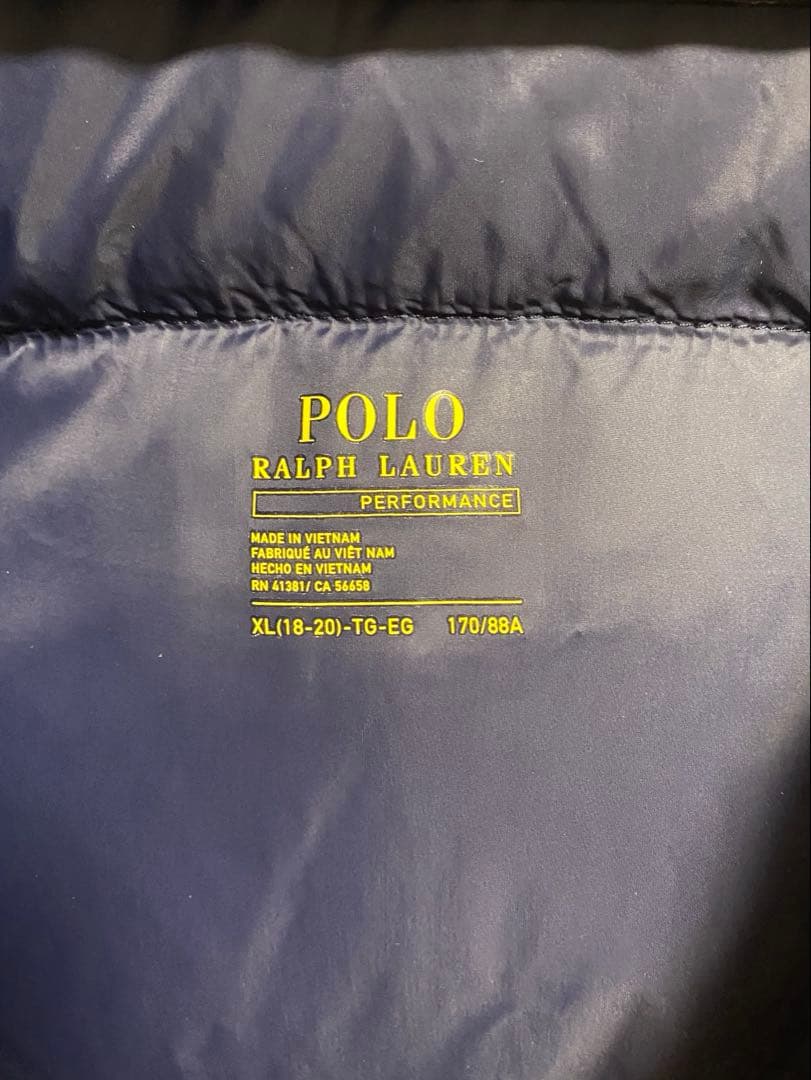 POLO
RALPH LAUREN
PERFORMANCE
MADE IN VIETNAM
FABRIQUÉ AU VIÊT NAM
HECHO EN VIETNAM
RN 41381/ CA 56658
XL(18-20)-TG-EG 170/88A